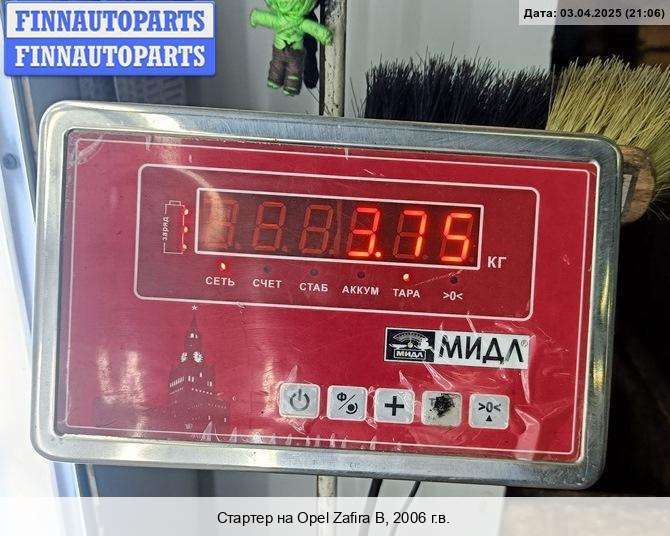 FINNAUTOPARTS
FINNAUTOPARTS
Дата: 03.04.2025 (21:06)
заряд
3.75
КГ
СЕТЬ СЧЕТ СТАБ АККУМ ТАРА >0<
МИДЛ МИДЛ®
Ф
>0<
Стартер на Opel Zafira B, 2006 г.в.